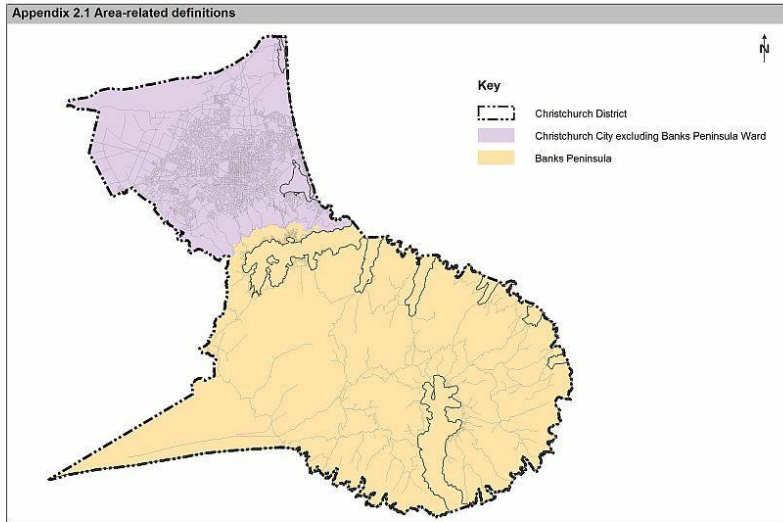 Appendix 2.1 Area-related definitions
N
Key
Christchurch District
Christchurch City excluding Banks Peninsula Ward
Banks Peninsula